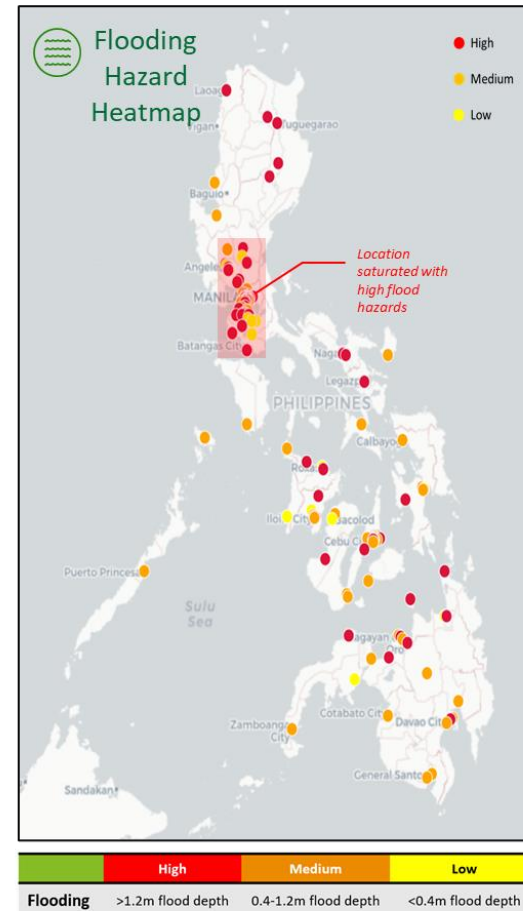 Flooding
Hazard
Heatmap
High
Medium
Low
Laoag
Vigan•
Tuguegarao
Baguio•
Angeles
Location
saturated with
high flood
hazards
MANILA
Batangas City
Naga
Legazpi
PHILIPPINES
Calbayog
Roxas
Iloilo City
Bacolod
Cebu C
Puerto Princesa
Sulu
Sea
Cagayan
Oro
Cotabato City
Davao City
Zamboanga
City
General Santo
Sandakan•
High Medium Low
Flooding >1.2m flood depth 0.4-1.2m flood depth <0.4m flood depth